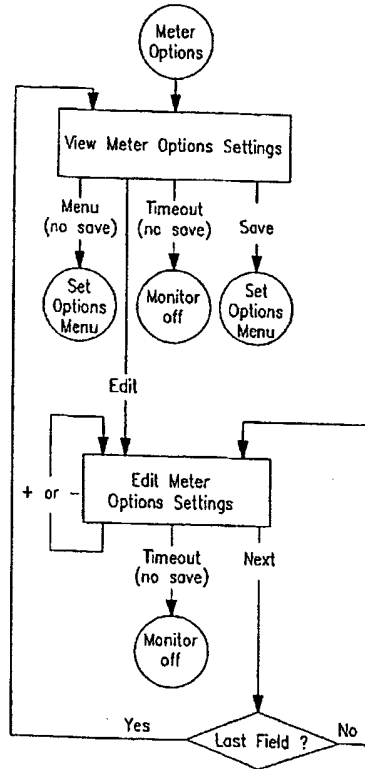 Meter
Options
View Meter Options Settings
Menu
(no save)
Timeout
(no save)
Save
Set
Options
Menu
Monitor
off
Set
Options
Menu
Edit
+ or -
Edit Meter
Options Settings
Timeout
(no save)
Next
Monitor
off
Yes
Last Field ?
No